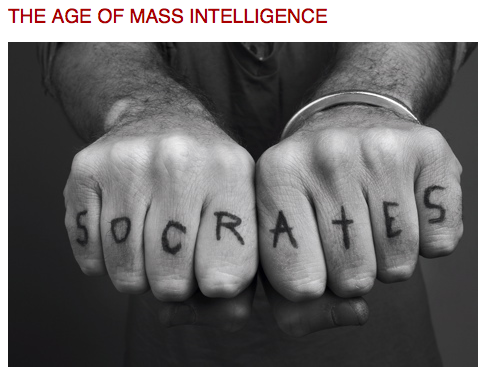 THE AGE OF MASS INTELLIGENCE
SOCRATES